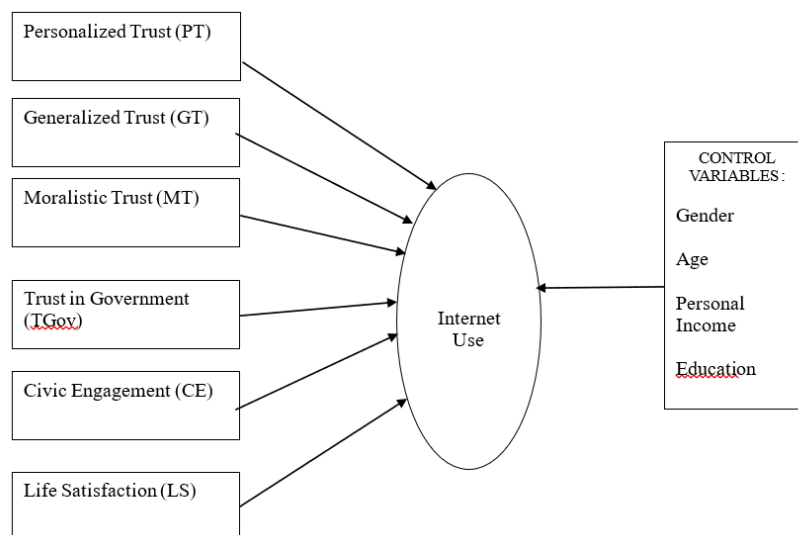 Personalized Trust (PT)
Generalized Trust (GT)
Moralistic Trust (MT)
Trust in Government
(TGov)
Civic Engagement (CE)
Life Satisfaction (LS)
Internet
Use
CONTROL
VARIABLES:
Gender
Age
Personal
Income
Education